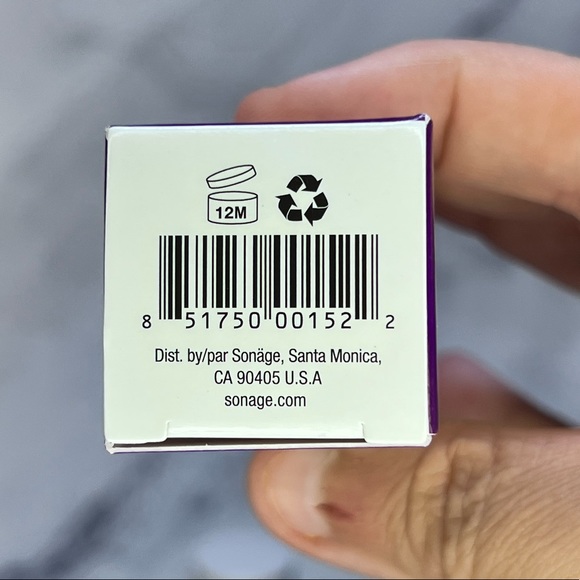 12M
8 51750 00152 2
Dist. by/par Sonäge, Santa Monica,
CA 90405 U.S.A
sonage.com